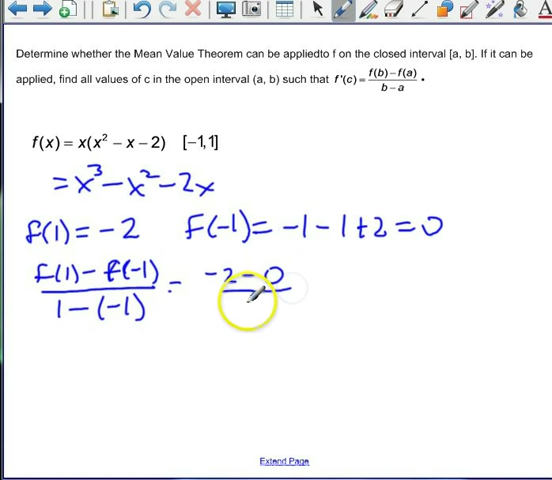 Determine whether the Mean Value Theorem can be appliedto f on the closed interval [a, b]. If it can be
applied, find all values of c in the open interval (a, b) such that f'(c) = (f(b) − f(a))/(b − a) .
f(x) = x(x² − x − 2) [−1,1]
= x³ − x² − 2x
f(1) = −2 f(−1) = −1 − 1 + 2 = 0
(f(1) − f(−1))/(1 − (−1)) = −2 − 0
Extend Page